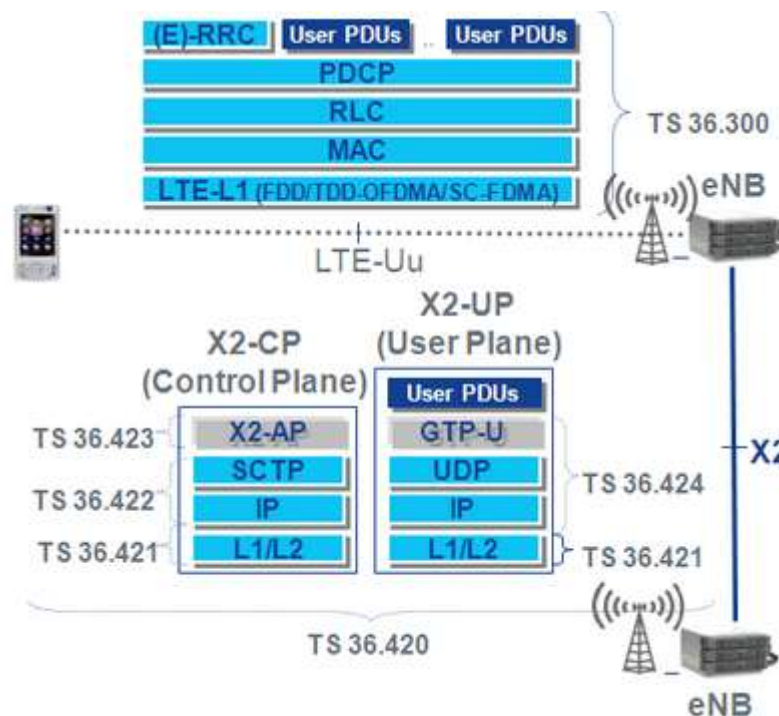 (E)-RRC User PDUs .. User PDUs
PDCP
RLC
MAC
LTE-L1 (FDD/TDD-OFDMA/SC-FDMA)
TS 36.300
eNB
LTE-Uu
X2-CP
(Control Plane)
X2-UP
(User Plane)
User PDUs
TS 36.423
X2-AP
GTP-U
TS 36.422
SCTP
UDP
IP
IP
TS 36.424
TS 36.421
L1/L2
L1/L2
TS 36.421
X2
TS 36.420
eNB